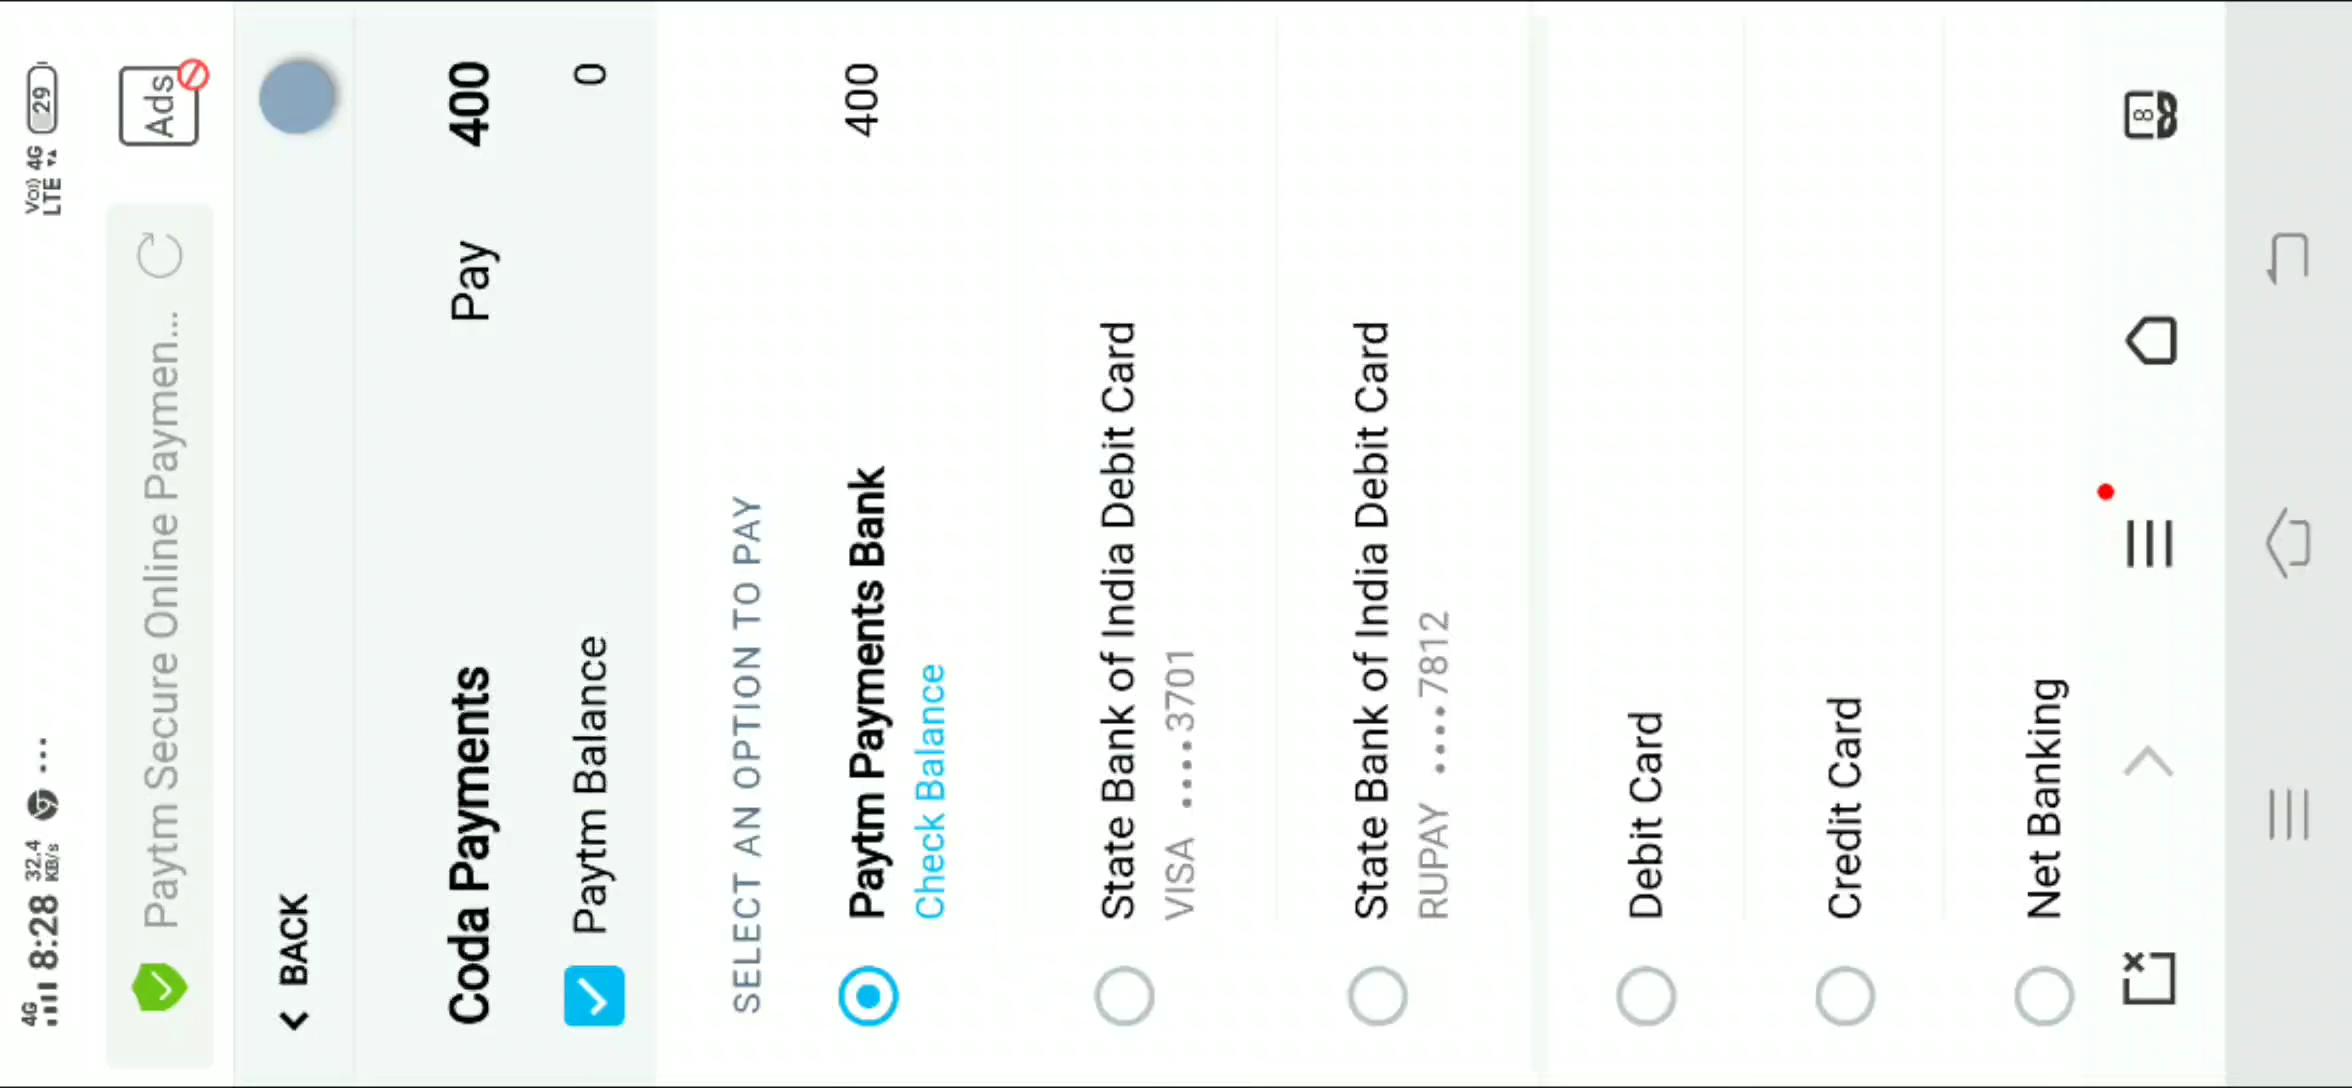 4G 8:28 32.4 KB/s ... Vo)) LTE 4G 29
Paytm Secure Online Paymen... Ads
BACK
Coda Payments Pay 400
Paytm Balance 0
SELECT AN OPTION TO PAY
Paytm Payments Bank 400
Check Balance
State Bank of India Debit Card
VISA ....3701
State Bank of India Debit Card
RUPAY ....7812
Debit Card
Credit Card
Net Banking
8